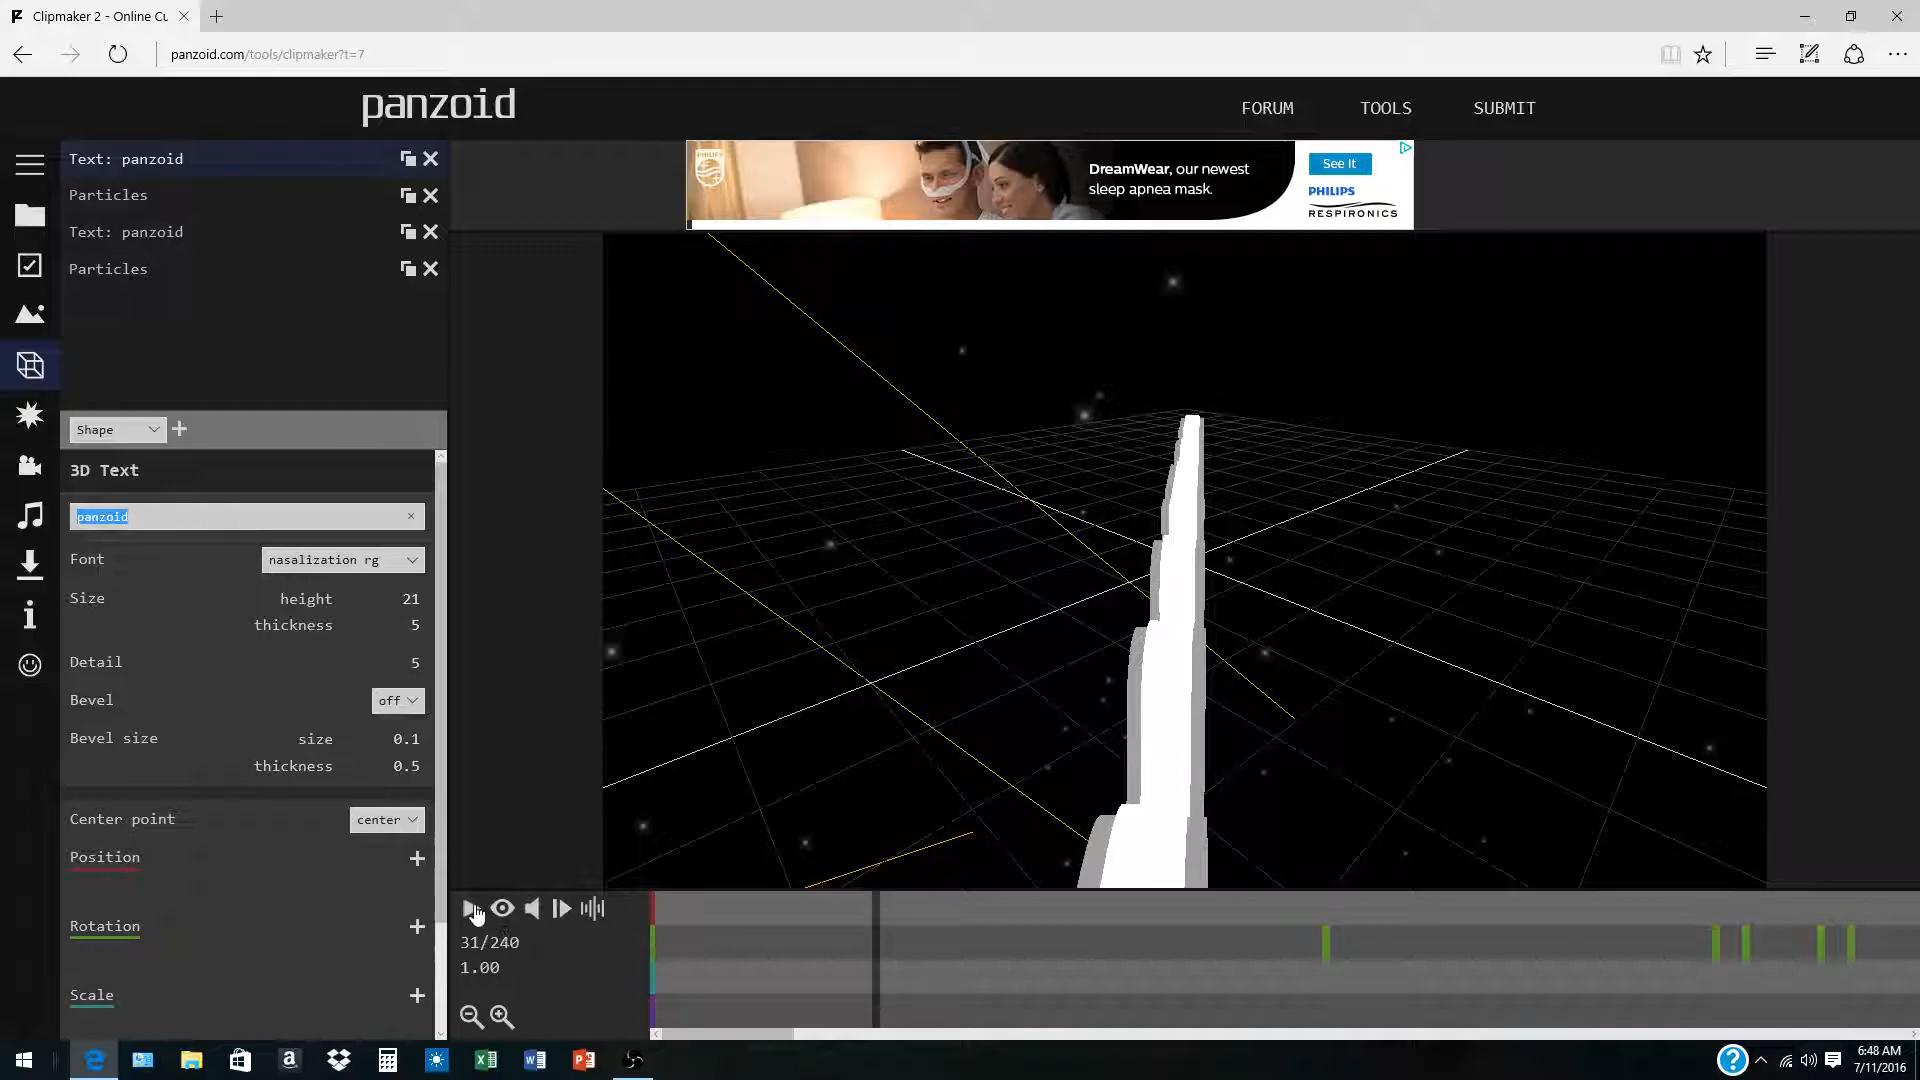 Clipmaker 2 - Online Cu
panzoid.com/tools/clipmaker?t=7
panzoid
FORUM
TOOLS
SUBMIT
Text: panzoid
Particles
Text: panzoid
Particles
PHILIPS
DreamWear, our newest
sleep apnea mask.
See It
PHILIPS
RESPIRONICS
Shape
3D Text
panzoid
Font
nasalization rg
Size
height
21
thickness
5
Detail
5
Bevel
off
Bevel size
size
0.1
thickness
0.5
Center point
center
Position
Rotation
Scale
31/240
1.00
6:48 AM
7/11/2016